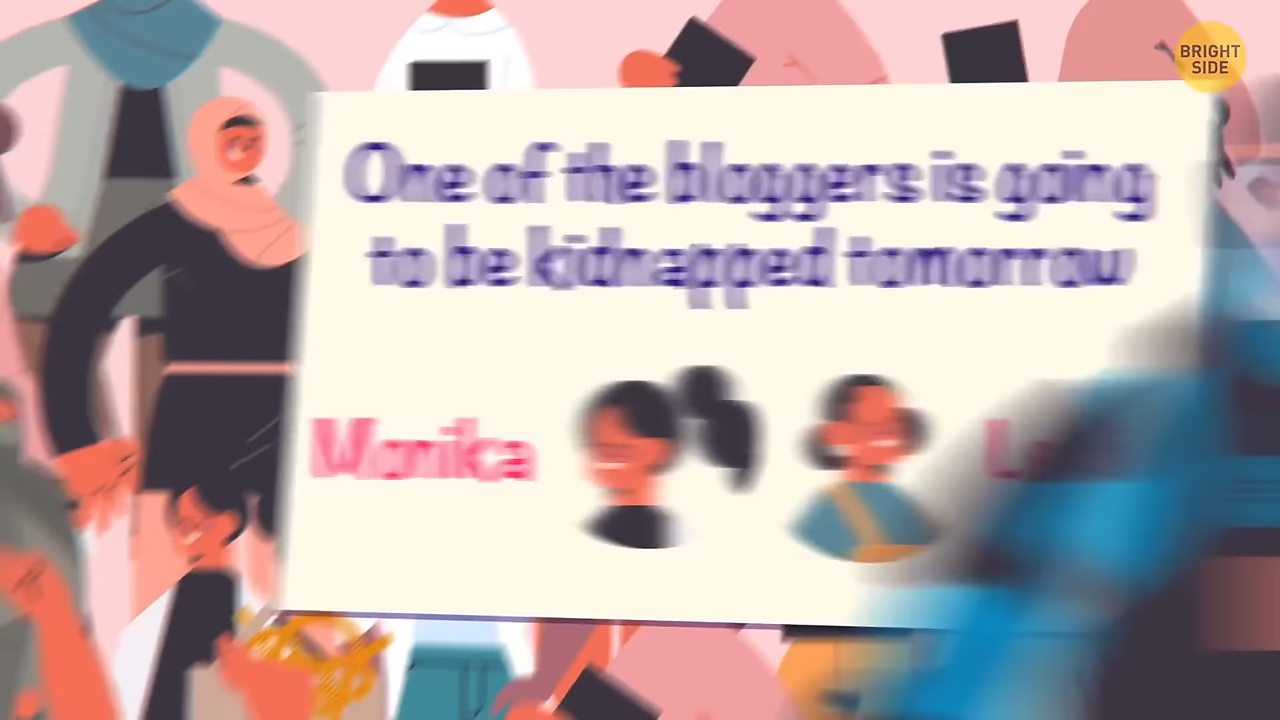 BRIGHT
SIDE
One of the bloggers is going
to be kidnapped tomorrow
Monika